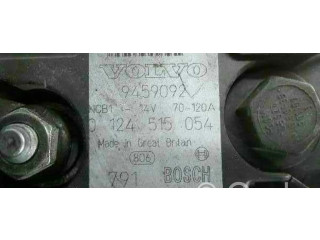 VOLVO
9459092
NCB1 14V 70-120A
0 124 515 054
Made in Great Britain
806
791 BOSCH